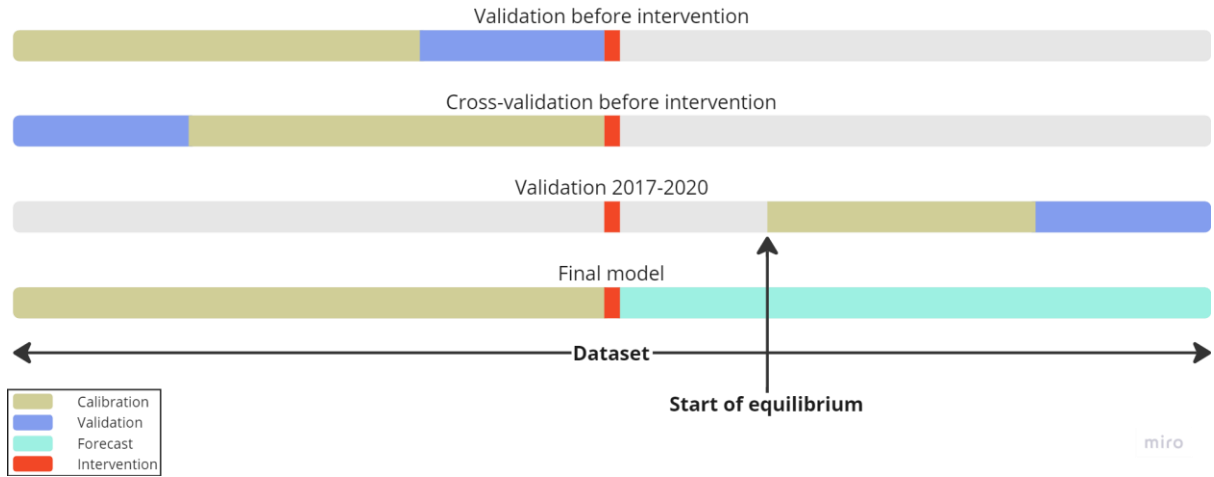 Validation before intervention
Cross-validation before intervention
Validation 2017-2020
Final model
Dataset
Start of equilibrium
Calibration
Validation
Forecast
Intervention
miro